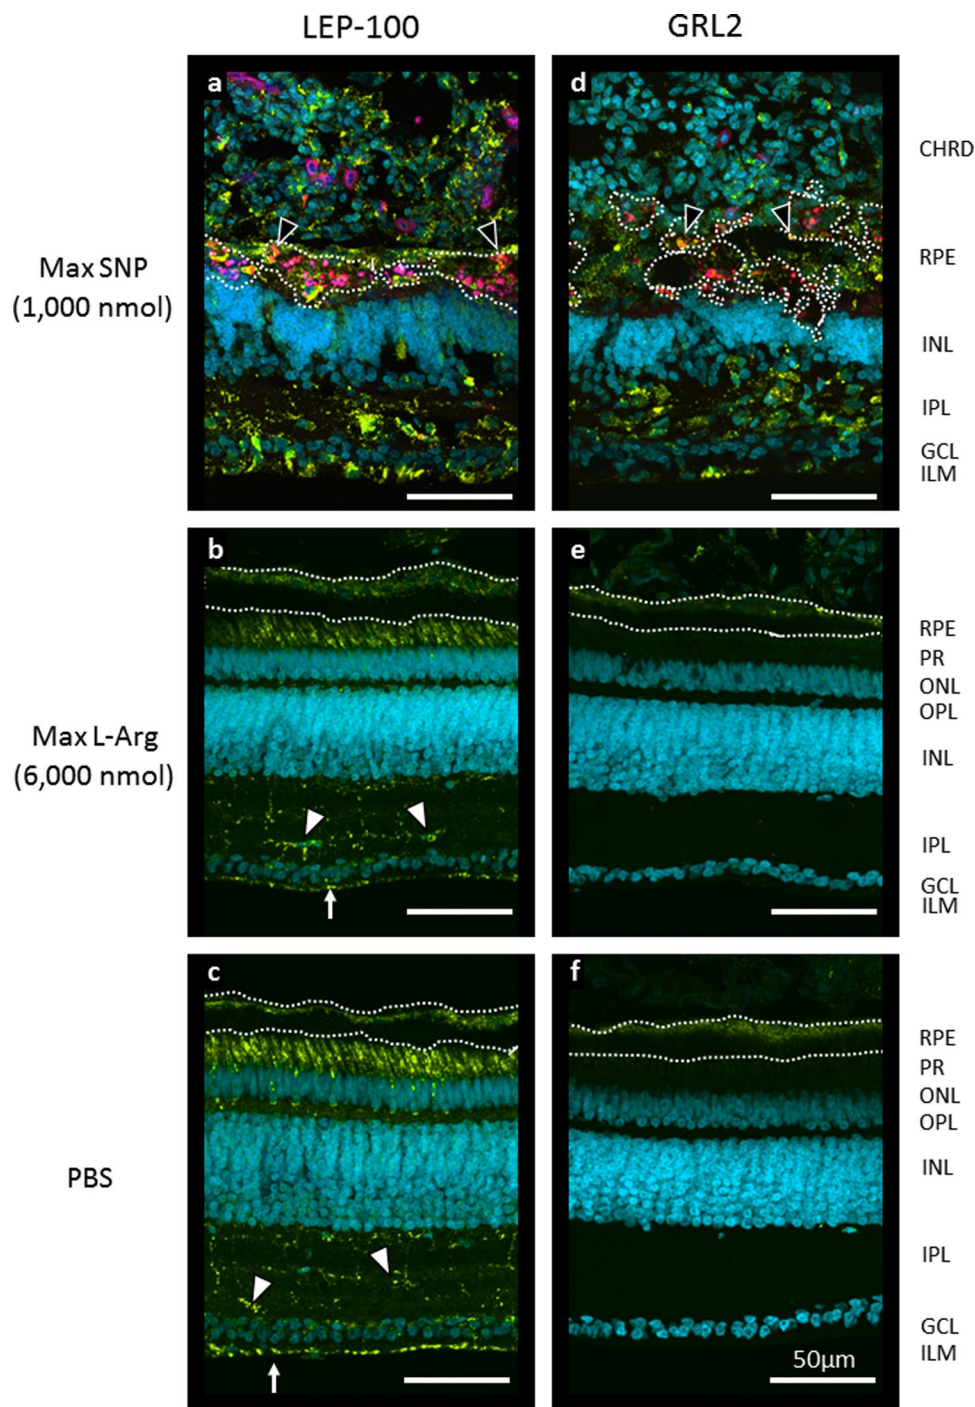 LEP-100
GRL2
a
d
Max SNP
(1,000 nmol)
CHRD
RPE
INL
IPL
GCL
ILM
b
e
Max L-Arg
(6,000 nmol)
RPE
PR
ONL
OPL
INL
IPL
GCL
ILM
c
f
PBS
RPE
PR
ONL
OPL
INL
IPL
GCL
ILM
50µm